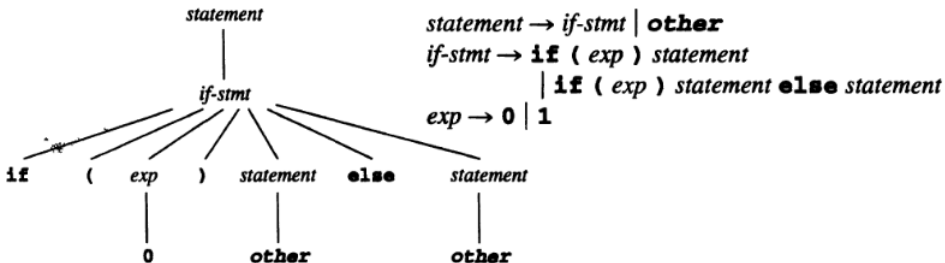 statement
if-stmt
if ( exp ) statement else statement
0 other other
statement → if-stmt | other
if-stmt → if ( exp ) statement
| if ( exp ) statement else statement
exp → 0 | 1